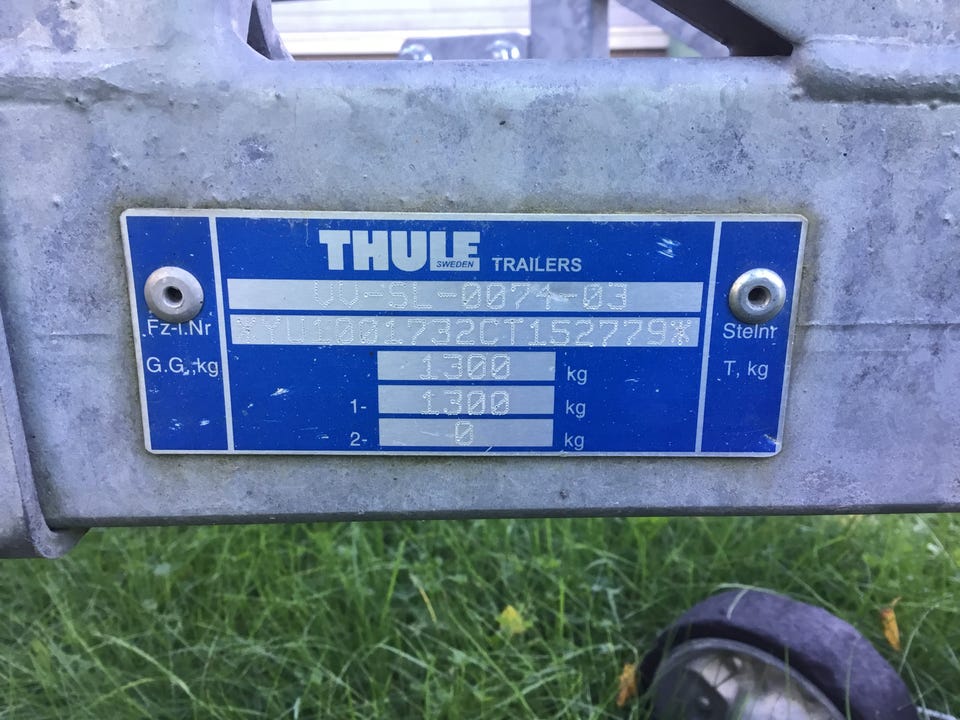 THULE
SWEDEN TRAILERS
VV-SL-0074-03
Fz-I.Nr *YU1001732CT152779* Stelnr
G.G.,kg 1300 kg T, kg
1- 1300 kg
2- 0 kg